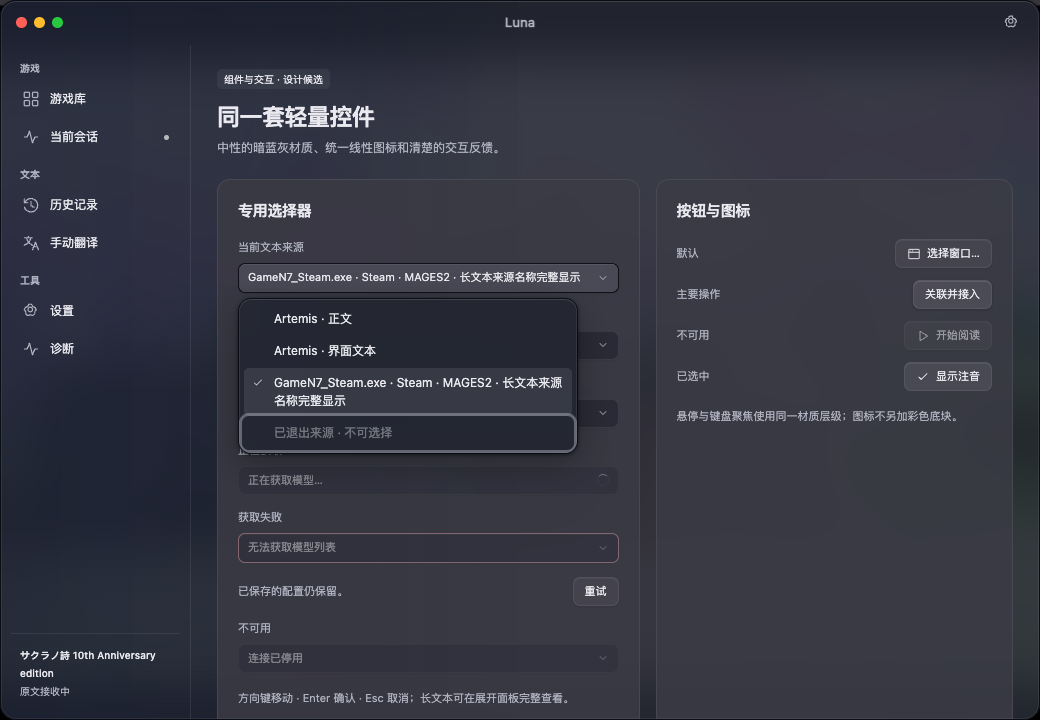 Luna
游戏
游戏库
当前会话
文本
历史记录
手动翻译
工具
设置
诊断
サクラノ詩 10th Anniversary
edition
原文接收中
组件与交互 · 设计候选
同一套轻量控件
中性的暗蓝灰材质、统一线性图标和清楚的交互反馈。
专用选择器
当前文本来源
GameN7_Steam.exe · Steam · MAGES2 · 长文本来源名称完整显示
Artemis · 正文
Artemis · 界面文本
GameN7_Steam.exe · Steam · MAGES2 · 长文本来源
名称完整显示
已退出来源 · 不可选择
正在获取模型…
获取失败
无法获取模型列表
已保存的配置仍保留。
重试
不可用
连接已停用
方向键移动 · Enter 确认 · Esc 取消；长文本可在展开面板完整查看。
按钮与图标
默认
选择窗口…
主要操作
关联并接入
不可用
开始阅读
已选中
显示注音
悬停与键盘聚焦使用同一材质层级；图标不另加彩色底块。